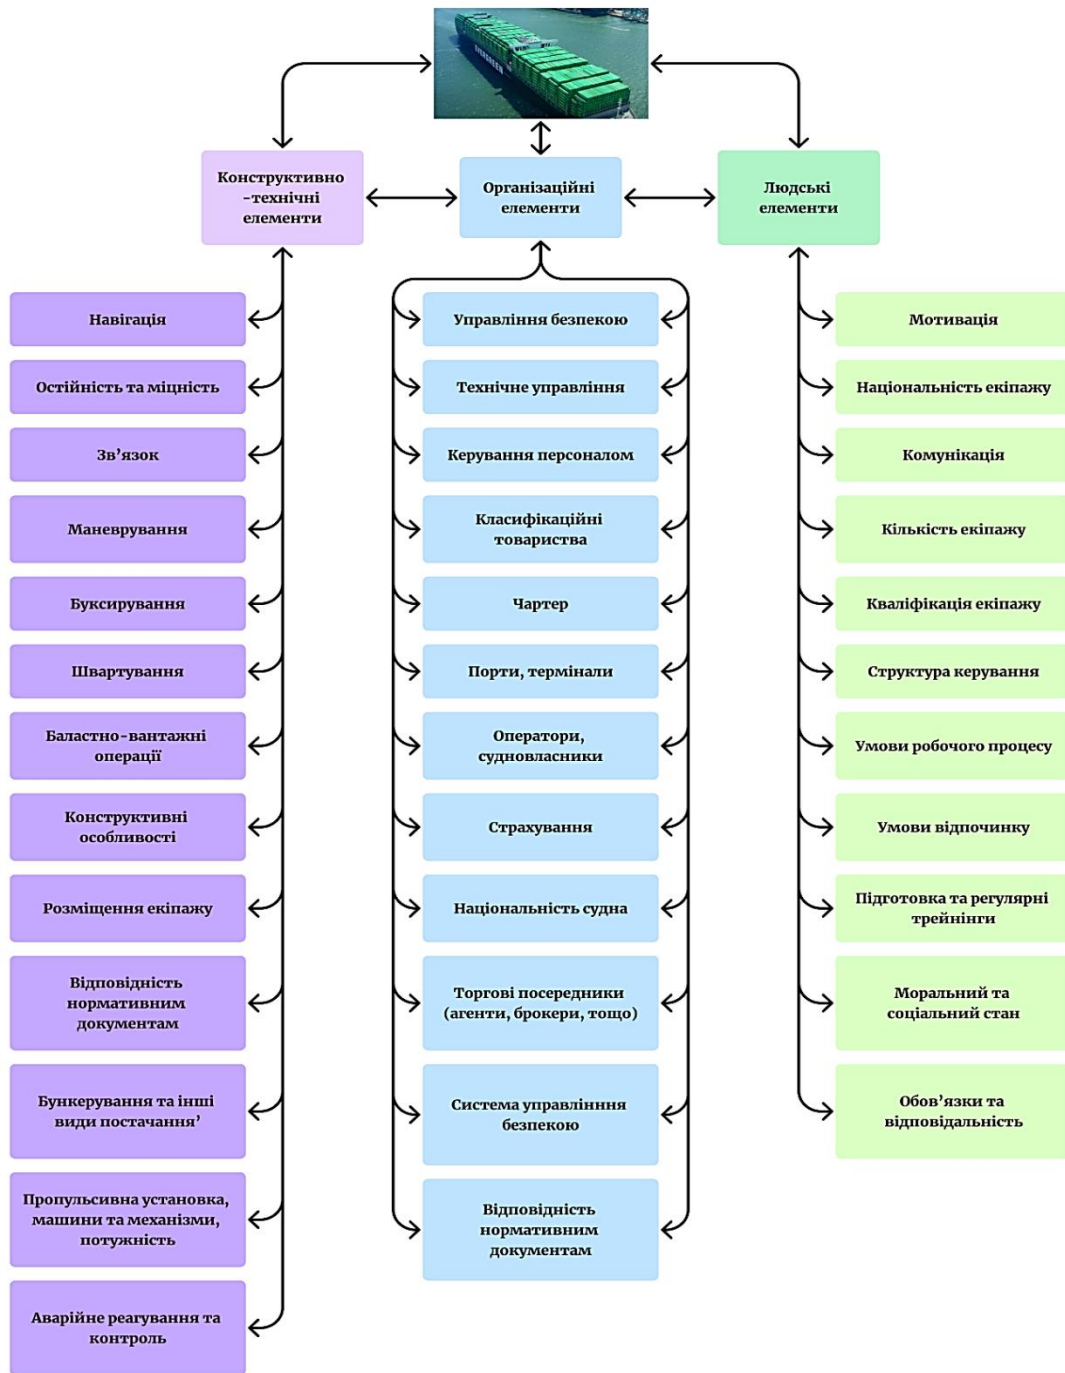 EVERGREEN
Конструктивно
-технічні
елементи
Організаційні
елементи
Людські
елементи
Навігація
Остійність та міцність
Зв’язок
Маневрування
Буксирування
Швартування
Баластно-вантажні
операції
Конструктивні
особливості
Розміщення екіпажу
Відповідність
нормативним
документам
Бункерування та інші
види постачання’
Пропульсивна установка,
машини та механізми,
потужність
Аварійне реагування та
контроль
Управління безпекою
Технічне управління
Керування персоналом
Класифікаційні
товариства
Чартер
Порти, термінали
Оператори,
судновласники
Страхування
Національність судна
Торгові посередники
(агенти, брокери, тощо)
Система управлінння
безпекою
Відповідність
нормативним
документам
Мотивація
Національність екіпажу
Комунікація
Кількість екіпажу
Кваліфікація екіпажу
Структура керування
Умови робочого процесу
Умови відпочинку
Підготовка та регулярні
трейнінги
Моральний та
соціальний стан
Обов’язки та
відповідальність